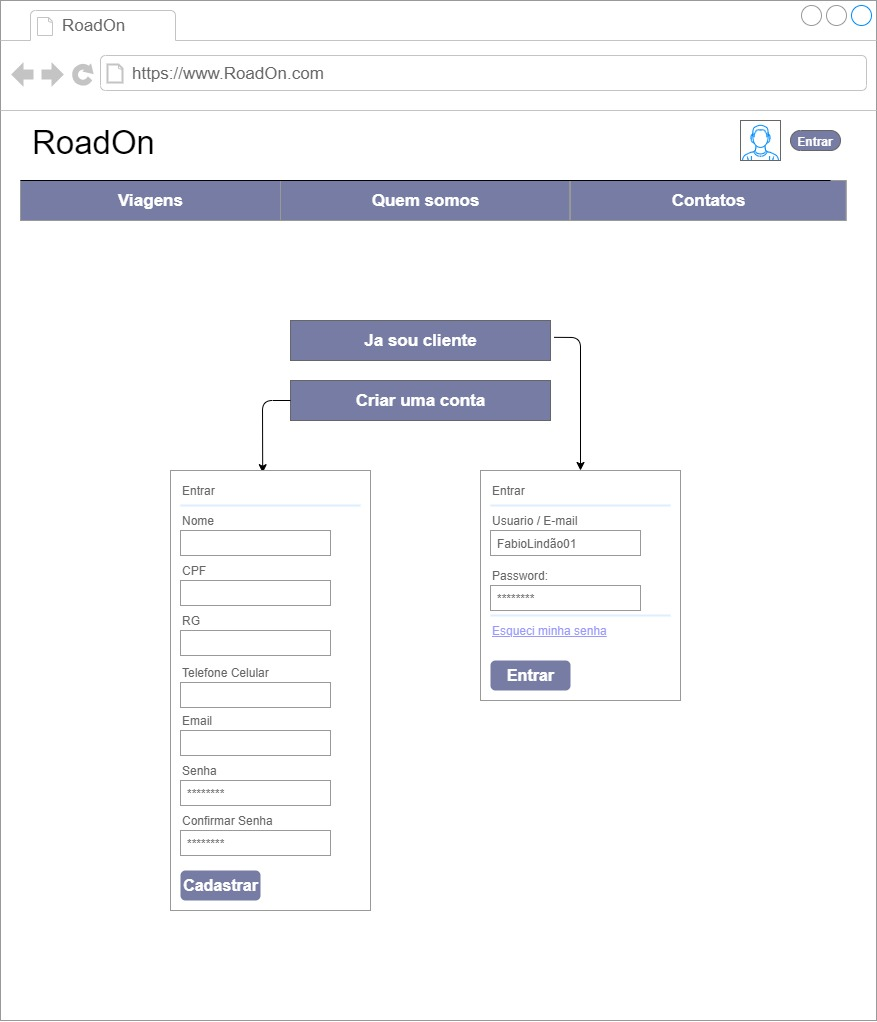 RoadOn
https://www.RoadOn.com
RoadOn
Entrar
Viagens
Quem somos
Contatos
Ja sou cliente
Criar uma conta
Entrar
Nome
CPF
RG
Telefone Celular
Email
Senha
********
Confirmar Senha
********
Cadastrar
Entrar
Usuario / E-mail
FabioLindão01
Password:
********
Esqueci minha senha
Entrar